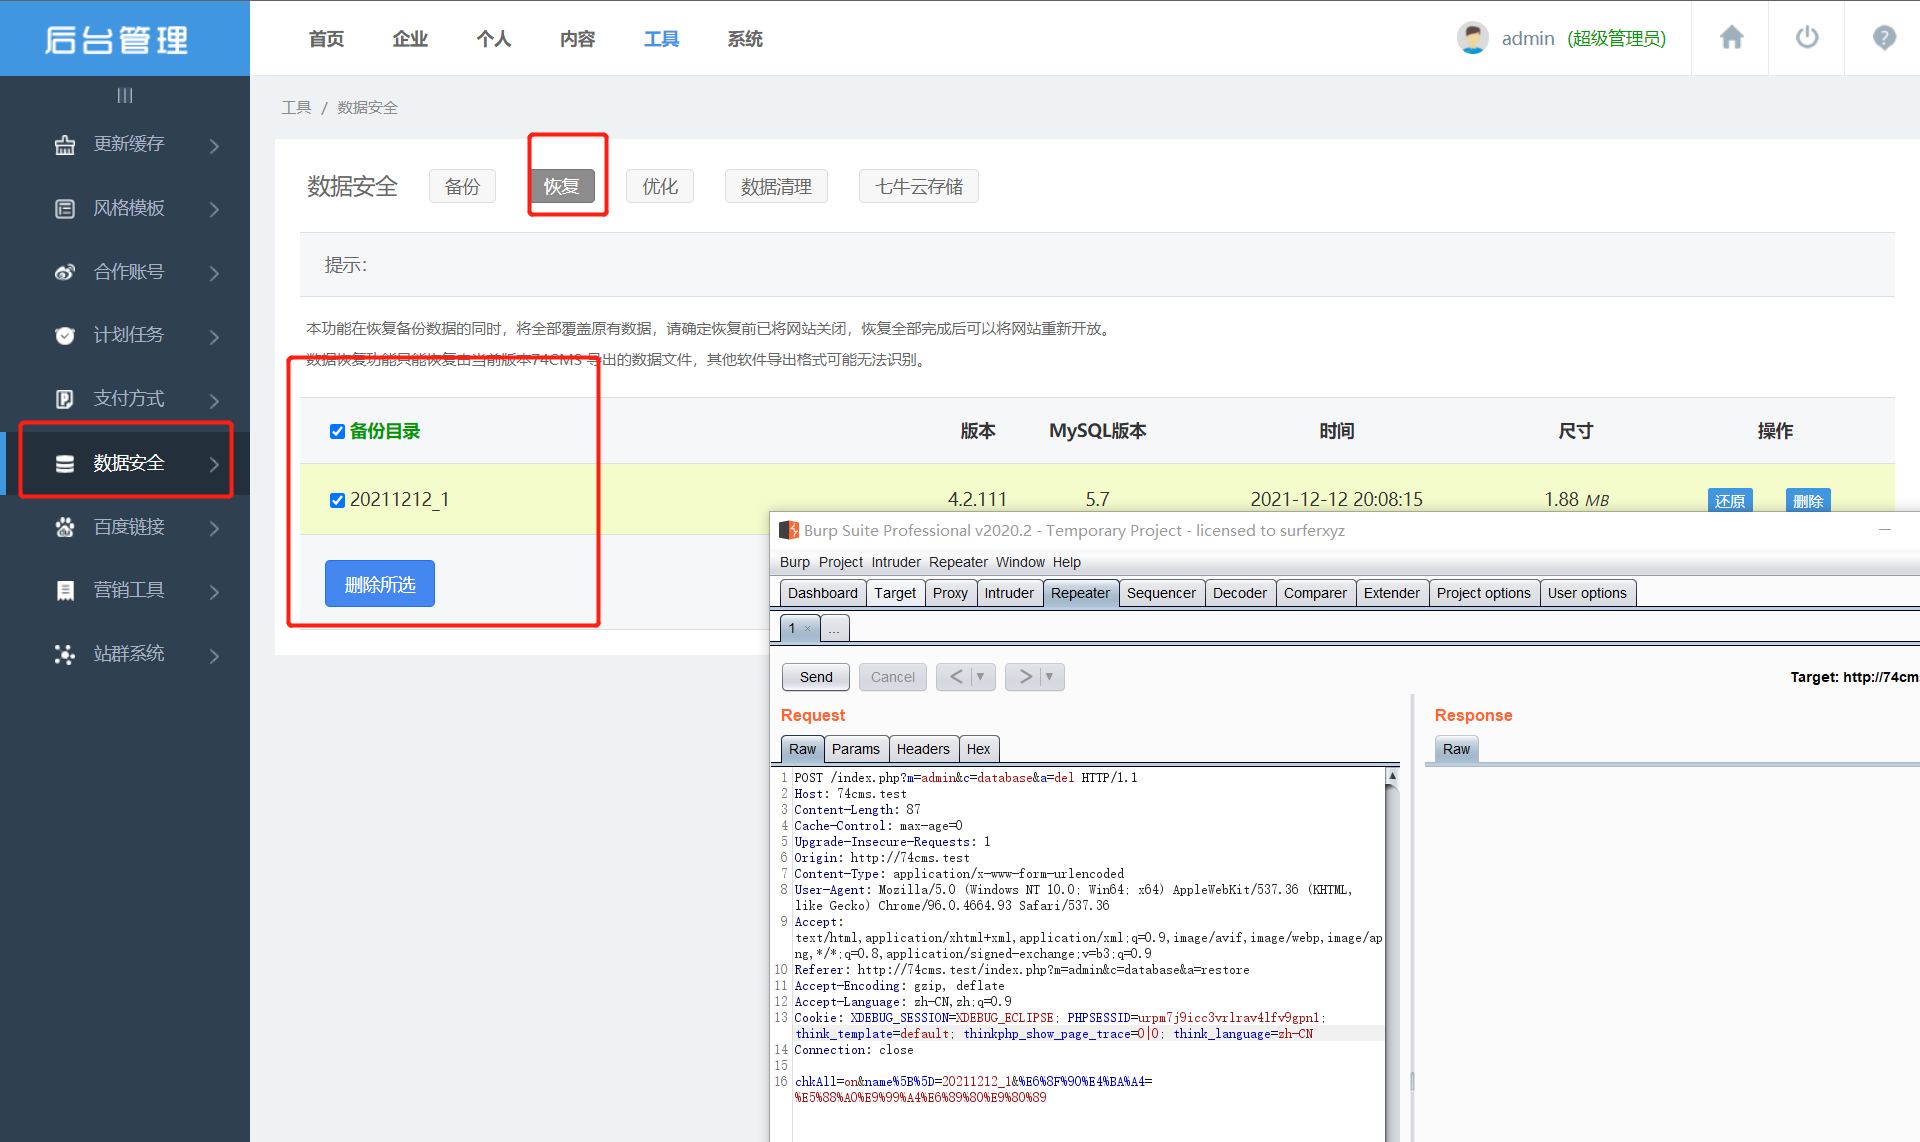 后台管理
首页 企业 个人 内容 工具 系统
admin (超级管理员)
工具 / 数据安全
更新缓存
风格模板
合作账号
计划任务
支付方式
数据安全
百度链接
营销工具
站群系统
数据安全 备份 恢复 优化 数据清理 七牛云存储
提示：
本功能在恢复备份数据的同时，将全部覆盖原有数据，请确定恢复前已将网站关闭，恢复全部完成后可以将网站重新开放。
数据恢复功能只能恢复由当前版本74CMS 导出的数据文件，其他软件导出格式可能无法识别。
备份目录 版本 MySQL版本 时间 尺寸 操作
20211212_1 4.2.111 5.7 2021-12-12 20:08:15 1.88 MB 还原 删除
删除所选
Burp Suite Professional v2020.2 - Temporary Project - licensed to surferxyz
Burp Project Intruder Repeater Window Help
Dashboard Target Proxy Intruder Repeater Sequencer Decoder Comparer Extender Project options User options
1 × ...
Send Cancel < ▼ > ▼
Target: http://74cms
Request
Response
Raw Params Headers Hex
Raw
1 POST /index.php?m=admin&c=database&a=del HTTP/1.1
2 Host: 74cms.test
3 Content-Length: 87
4 Cache-Control: max-age=0
5 Upgrade-Insecure-Requests: 1
6 Origin: http://74cms.test
7 Content-Type: application/x-www-form-urlencoded
8 User-Agent: Mozilla/5.0 (Windows NT 10.0; Win64; x64) AppleWebKit/537.36 (KHTML,
like Gecko) Chrome/96.0.4664.93 Safari/537.36
9 Accept:
text/html,application/xhtml+xml,application/xml;q=0.9,image/avif,image/webp,image/ap
ng,*/*;q=0.8,application/signed-exchange;v=b3;q=0.9
10 Referer: http://74cms.test/index.php?m=admin&c=database&a=restore
11 Accept-Encoding: gzip, deflate
12 Accept-Language: zh-CN,zh;q=0.9
13 Cookie: XDEBUG_SESSION=XDEBUG_ECLIPSE; PHPSESSID=urpm7j9icc3vrlrav4lfv9gpn1;
think_template=default; thinkphp_show_page_trace=0|0; think_language=zh-CN
14 Connection: close
15
16 chkAll=on&name%5B%5D=20211212_1&%E6%8F%90%E4%BA%A4=
%E5%88%A0%E9%99%A4%E6%89%80%E9%80%89